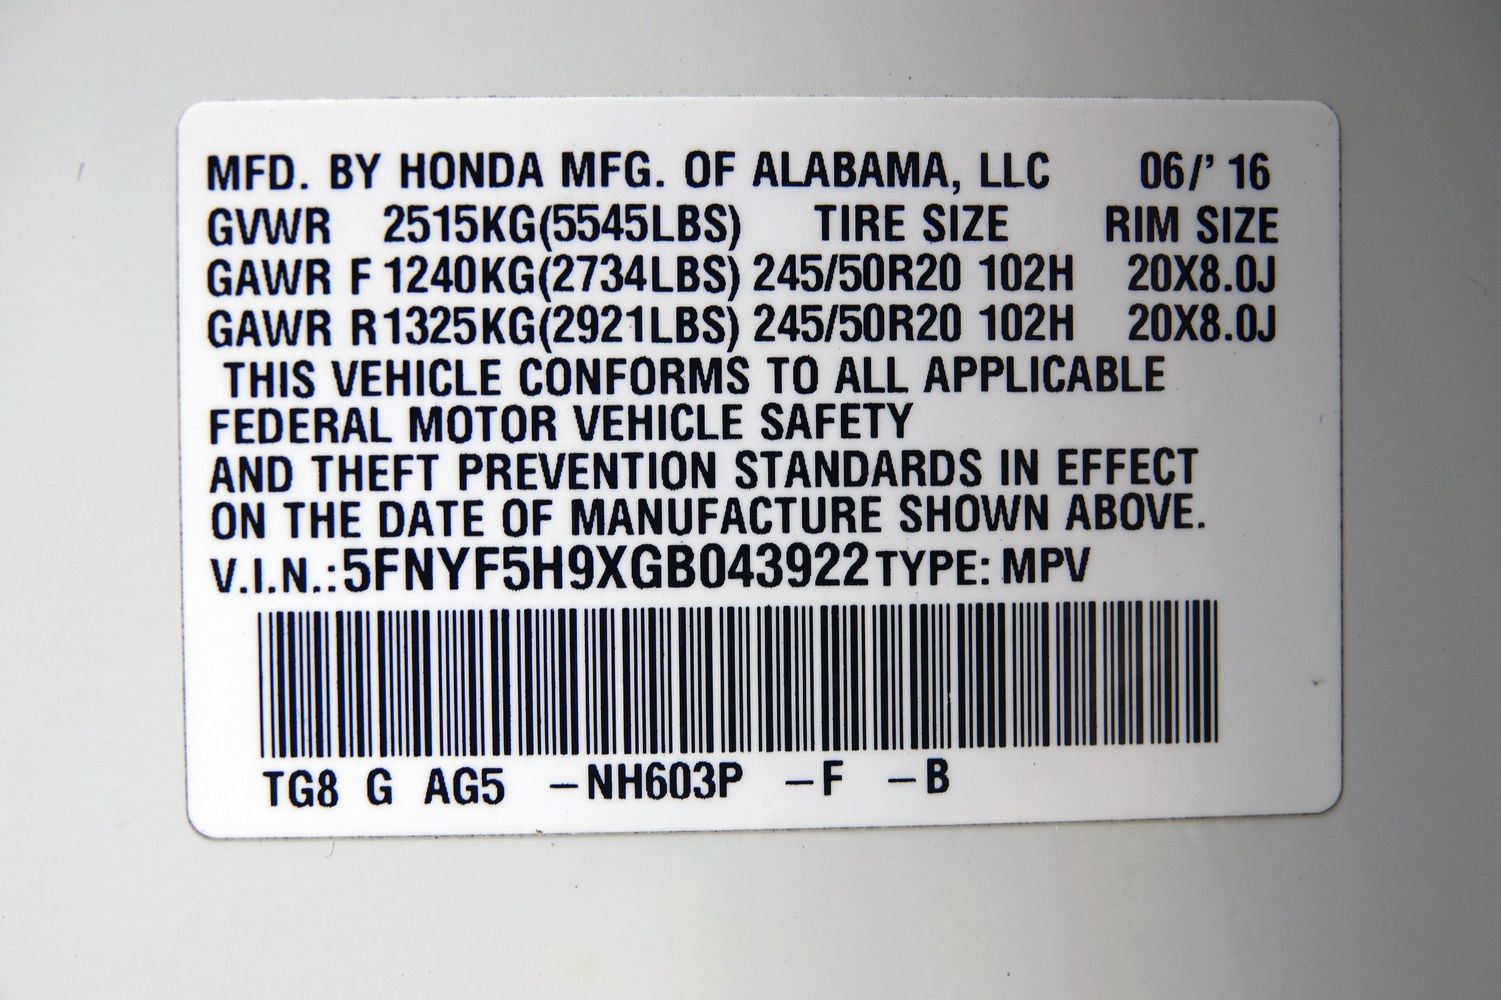 MFD. BY HONDA MFG. OF ALABAMA, LLC 06/' 16
GVWR 2515KG(5545LBS) TIRE SIZE RIM SIZE
GAWR F 1240KG(2734LBS) 245/50R20 102H 20X8.0J
GAWR R1325KG(2921LBS) 245/50R20 102H 20X8.0J
THIS VEHICLE CONFORMS TO ALL APPLICABLE
FEDERAL MOTOR VEHICLE SAFETY
AND THEFT PREVENTION STANDARDS IN EFFECT
ON THE DATE OF MANUFACTURE SHOWN ABOVE.
V.I.N.:5FNYF5H9XGB043922 TYPE: MPV
TG8 G AG5 –NH603P –F –B